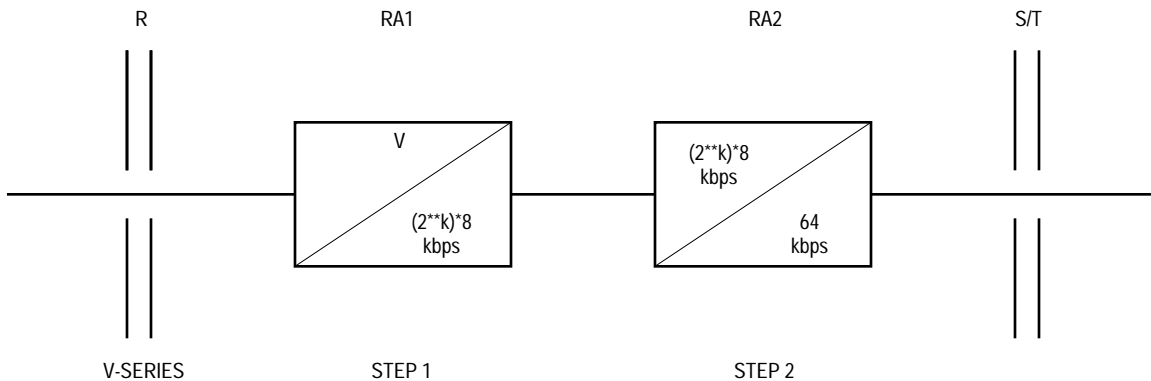 R
RA1
RA2
S/T
V
(2**k)*8
kbps
(2**k)*8
kbps
64
kbps
V-SERIES
STEP 1
STEP 2